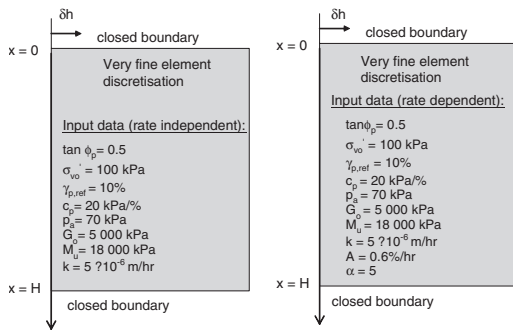 δh
closed boundary
x = 0
Very fine element
discretisation
Input data (rate independent):
tan ϕp = 0.5
σvo' = 100 kPa
γp,ref = 10%
cp = 20 kPa/%
pa = 70 kPa
Go = 5 000 kPa
Mu = 18 000 kPa
k = 5 ?10-6 m/hr
x = H
closed boundary
δh
closed boundary
x = 0
Very fine element
discretisation
Input data (rate dependent):
tanϕp = 0.5
σvo' = 100 kPa
γp,ref = 10%
cp = 20 kPa/%
pa = 70 kPa
Go = 5 000 kPa
Mu = 18 000 kPa
k = 5 ?10-6 m/hr
A = 0.6%/hr
α = 5
x = H
closed boundary